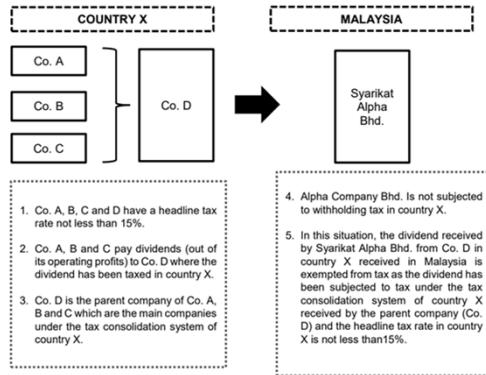 COUNTRY X
MALAYSIA
Co. A
Co. B
Co. C
Co. D
Syarikat
Alpha
Bhd.
1. Co. A, B, C and D have a headline tax
rate not less than 15%.
2. Co. A, B and C pay dividends (out of
its operating profits) to Co. D where the
dividend has been taxed in country X.
3. Co. D is the parent company of Co. A,
B and C which are the main companies
under the tax consolidation system of
country X.
4. Alpha Company Bhd. Is not subjected
to withholding tax in country X.
5. In this situation, the dividend received
by Syarikat Alpha Bhd. from Co. D in
country X received in Malaysia is
exempted from tax as the dividend has
been subjected to tax under the tax
consolidation system of country X
received by the parent company (Co.
D) and the headline tax rate in country
X is not less than15%.